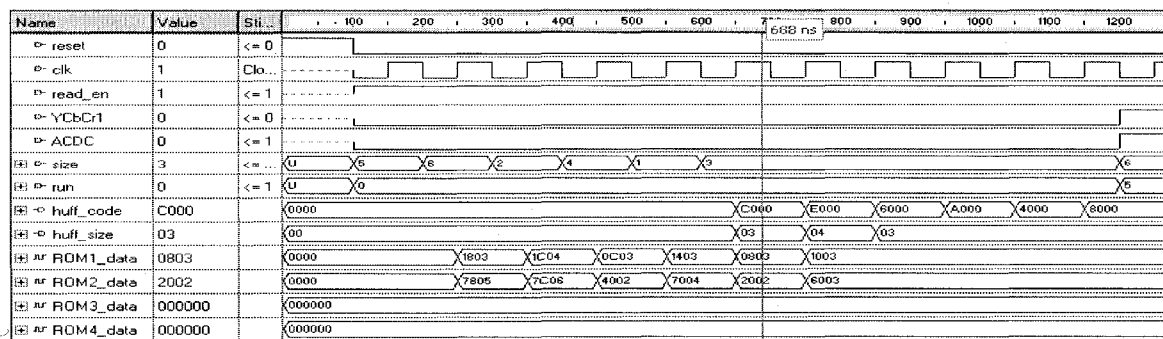 Name Value Sti... 100 200 300 400 500 600 800 900 1000 1100 1200
688 ns
reset 0 <= 0
clk 1 Clo...
read_en 1 <= 1
YCbCr1 0 <= 0
ACDC 0 <= 1
size 3 <= ... U 5 6 2 4 1 3 6
run 0 <= 1 U 0 5
huff_code C000 0000 C000 E000 6000 A000 4000 8000
huff_size 03 00 03 04 03
ROM1_data 0803 0000 1803 1C04 0C03 1403 0803 1003
ROM2_data 2002 0000 7805 7C06 4002 7004 2002 6003
ROM3_data 000000 000000
ROM4_data 000000 000000